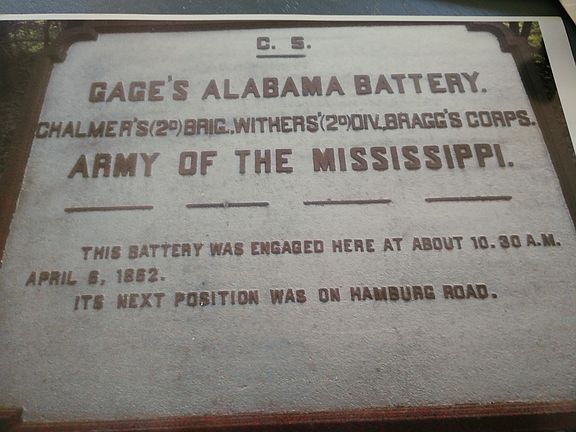 C. S.
GAGE'S ALABAMA BATTERY.
CHALMER'S (2D) BRIG., WITHERS' (2D) DIV., BRAGG'S CORPS.
ARMY OF THE MISSISSIPPI.
THIS BATTERY WAS ENGAGED HERE AT ABOUT 10.30 A.M.
APRIL 6, 1862.
ITS NEXT POSITION WAS ON HAMBURG ROAD.